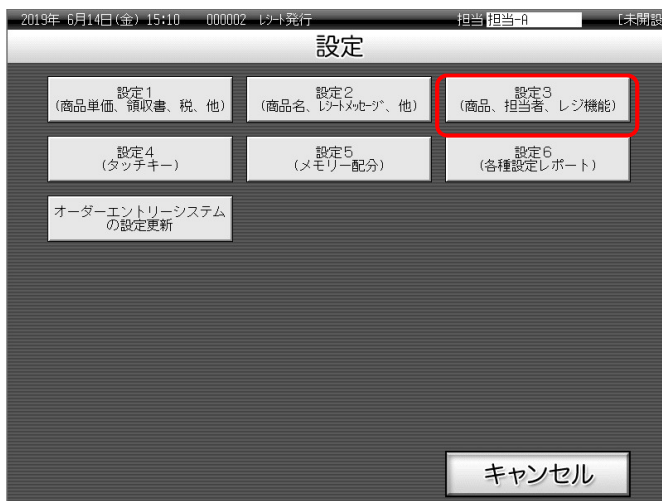 2019年 6月14日(金) 15:10 000002 ﾚｼｰﾄ発行 担当 担当-A [未開設
設定
設定1 設定2 設定3
(商品単価、領収書、税、他) (商品名、ﾚｼｰﾄﾒｯｾｰｼﾞ、他) (商品、担当者、レジ機能)
設定4 設定5 設定6
(タッチキー) (メモリー配分) (各種設定レポート)
オーダーエントリーシステム
の設定更新
キャンセル